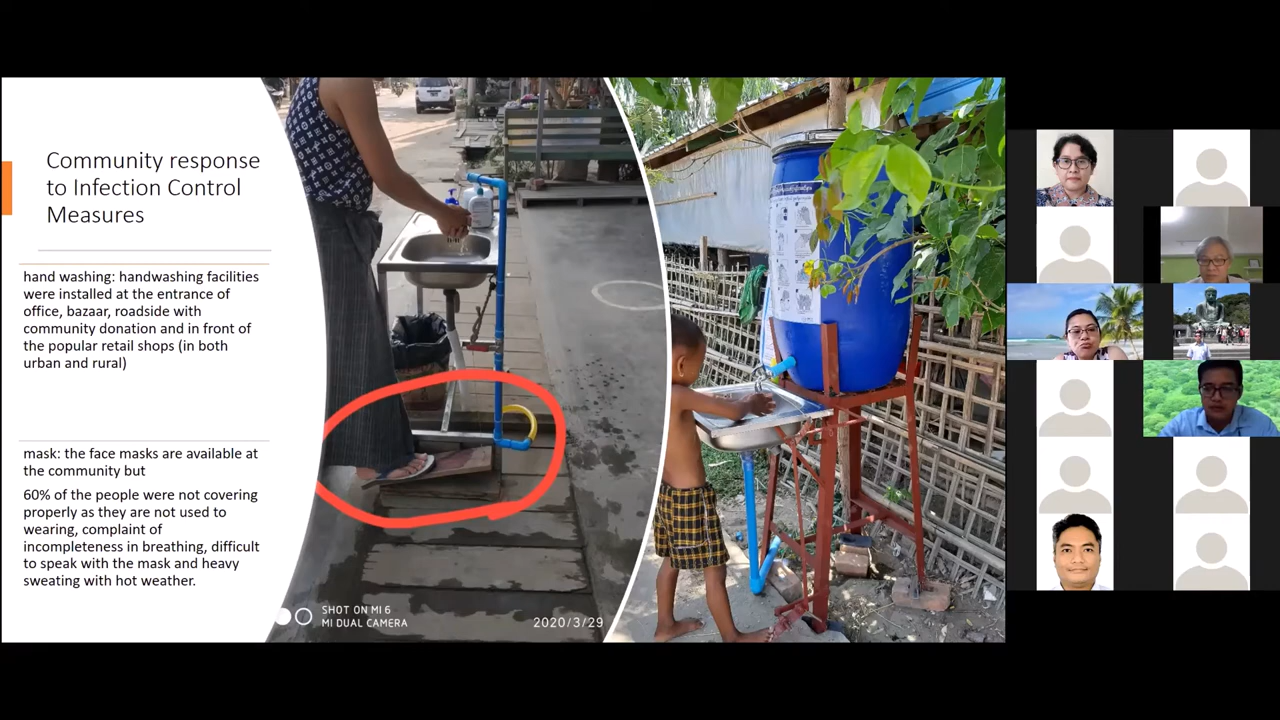 Community response
to Infection Control
Measures
hand washing: handwashing facilities
were installed at the entrance of
office, bazaar, roadside with
community donation and in front of
the popular retail shops (in both
urban and rural)
mask: the face masks are available at
the community but
60% of the people were not covering
properly as they are not used to
wearing, complaint of
incompleteness in breathing, difficult
to speak with the mask and heavy
sweating with hot weather.
SHOT ON MI 6
MI DUAL CAMERA
2020/3/29